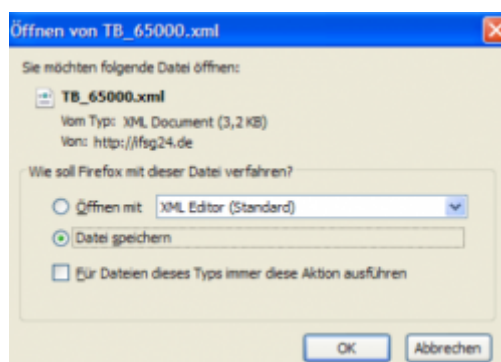 Öffnen von TB_65000.xml
Sie möchten folgende Datei öffnen:
TB_65000.xml
Vom Typ: XML Document (3,2 KB)
Von: http://ifsg24.de
Wie soll Firefox mit dieser Datei verfahren?
Öffnen mit XML Editor (Standard)
Datei speichern
Für Dateien dieses Typs immer diese Aktion ausführen
OK Abbrechen